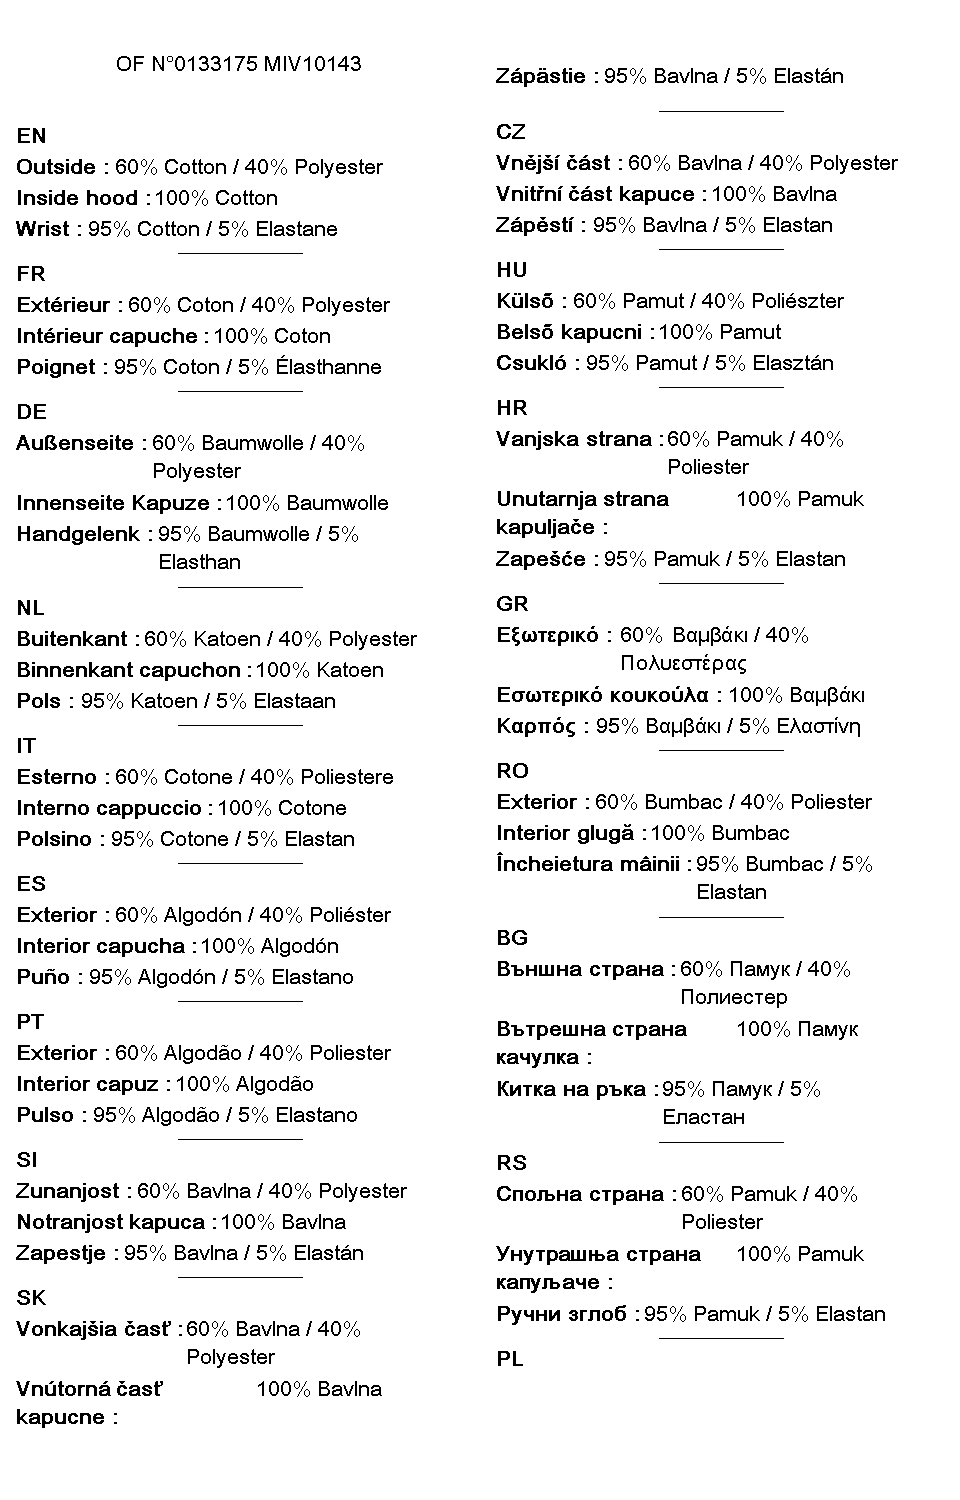 OF N°0133175 MIV10143
EN
Outside : 60% Cotton / 40% Polyester
Inside hood : 100% Cotton
Wrist : 95% Cotton / 5% Elastane
FR
Extérieur : 60% Coton / 40% Polyester
Intérieur capuche : 100% Coton
Poignet : 95% Coton / 5% Élasthanne
DE
Außenseite : 60% Baumwolle / 40%
Polyester
Innenseite Kapuze : 100% Baumwolle
Handgelenk : 95% Baumwolle / 5%
Elasthan
NL
Buitenkant : 60% Katoen / 40% Polyester
Binnenkant capuchon : 100% Katoen
Pols : 95% Katoen / 5% Elastaan
IT
Esterno : 60% Cotone / 40% Poliestere
Interno cappuccio : 100% Cotone
Polsino : 95% Cotone / 5% Elastan
ES
Exterior : 60% Algodón / 40% Poliéster
Interior capucha : 100% Algodón
Puño : 95% Algodón / 5% Elastano
PT
Exterior : 60% Algodão / 40% Poliester
Interior capuz : 100% Algodão
Pulso : 95% Algodão / 5% Elastano
SI
Zunanjost : 60% Bavlna / 40% Polyester
Notranjost kapuca : 100% Bavlna
Zapestje : 95% Bavlna / 5% Elastán
SK
Vonkajšia časť : 60% Bavlna / 40%
Polyester
Vnútorná časť 100% Bavlna
kapucne :
Zápästie : 95% Bavlna / 5% Elastán
CZ
Vnější část : 60% Bavlna / 40% Polyester
Vnitřní část kapuce : 100% Bavlna
Zápěstí : 95% Bavlna / 5% Elastan
HU
Külső : 60% Pamut / 40% Poliészter
Belső kapucni : 100% Pamut
Csukló : 95% Pamut / 5% Elasztán
HR
Vanjska strana : 60% Pamuk / 40%
Poliester
Unutarnja strana 100% Pamuk
kapuljače :
Zapešće : 95% Pamuk / 5% Elastan
GR
Εξωτερικό : 60% Βαμβάκι / 40%
Πολυεστέρας
Εσωτερικό κουκούλα : 100% Βαμβάκι
Καρπός : 95% Βαμβάκι / 5% Ελαστίνη
RO
Exterior : 60% Bumbac / 40% Poliester
Interior glugă : 100% Bumbac
Încheietura mâinii : 95% Bumbac / 5%
Elastan
BG
Външна страна : 60% Памук / 40%
Полиестер
Вътрешна страна 100% Памук
качулка :
Китка на ръка : 95% Памук / 5%
Еластан
RS
Спољна страна : 60% Pamuk / 40%
Poliester
Унутрашња страна 100% Pamuk
капуљаче :
Ручни зглоб : 95% Pamuk / 5% Elastan
PL